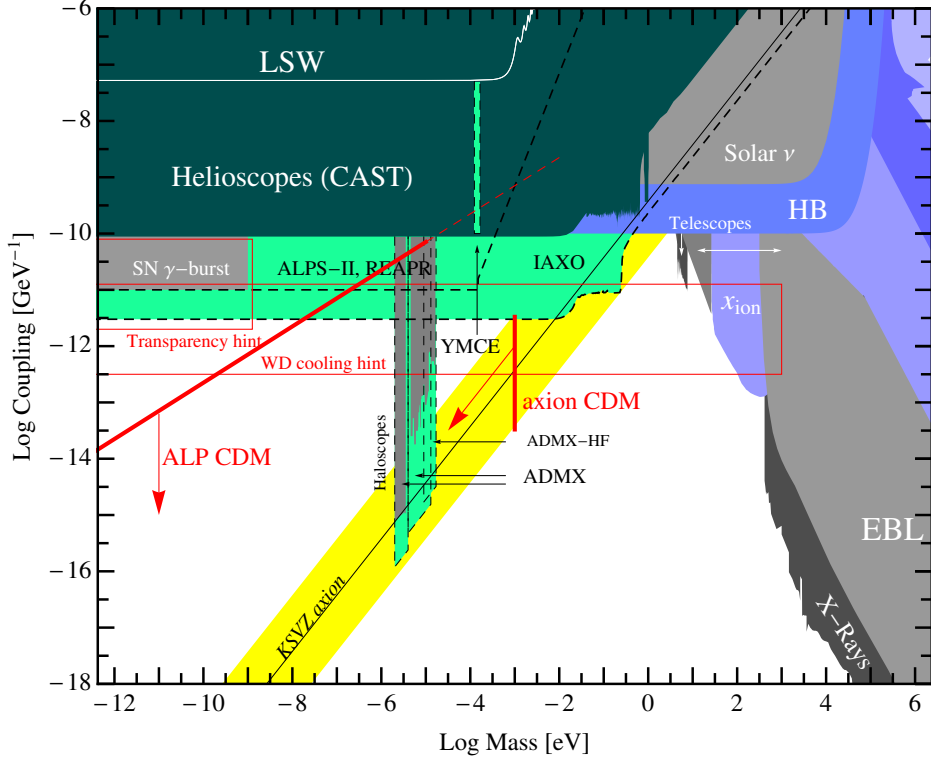 −6
−8
−10
−12
−14
−16
−18
Log Coupling [GeV⁻¹]
LSW
Helioscopes (CAST)
Solar ν
HB
Telescopes
SN γ−burst
ALPS−II, REAPR
IAXO
x_ion
Transparency hint
YMCE
WD cooling hint
axion CDM
ALP CDM
Haloscopes
ADMX−HF
ADMX
EBL
KSVZ axion
X−Rays
−12
−10
−8
−6
−4
−2
0
2
4
6
Log Mass [eV]